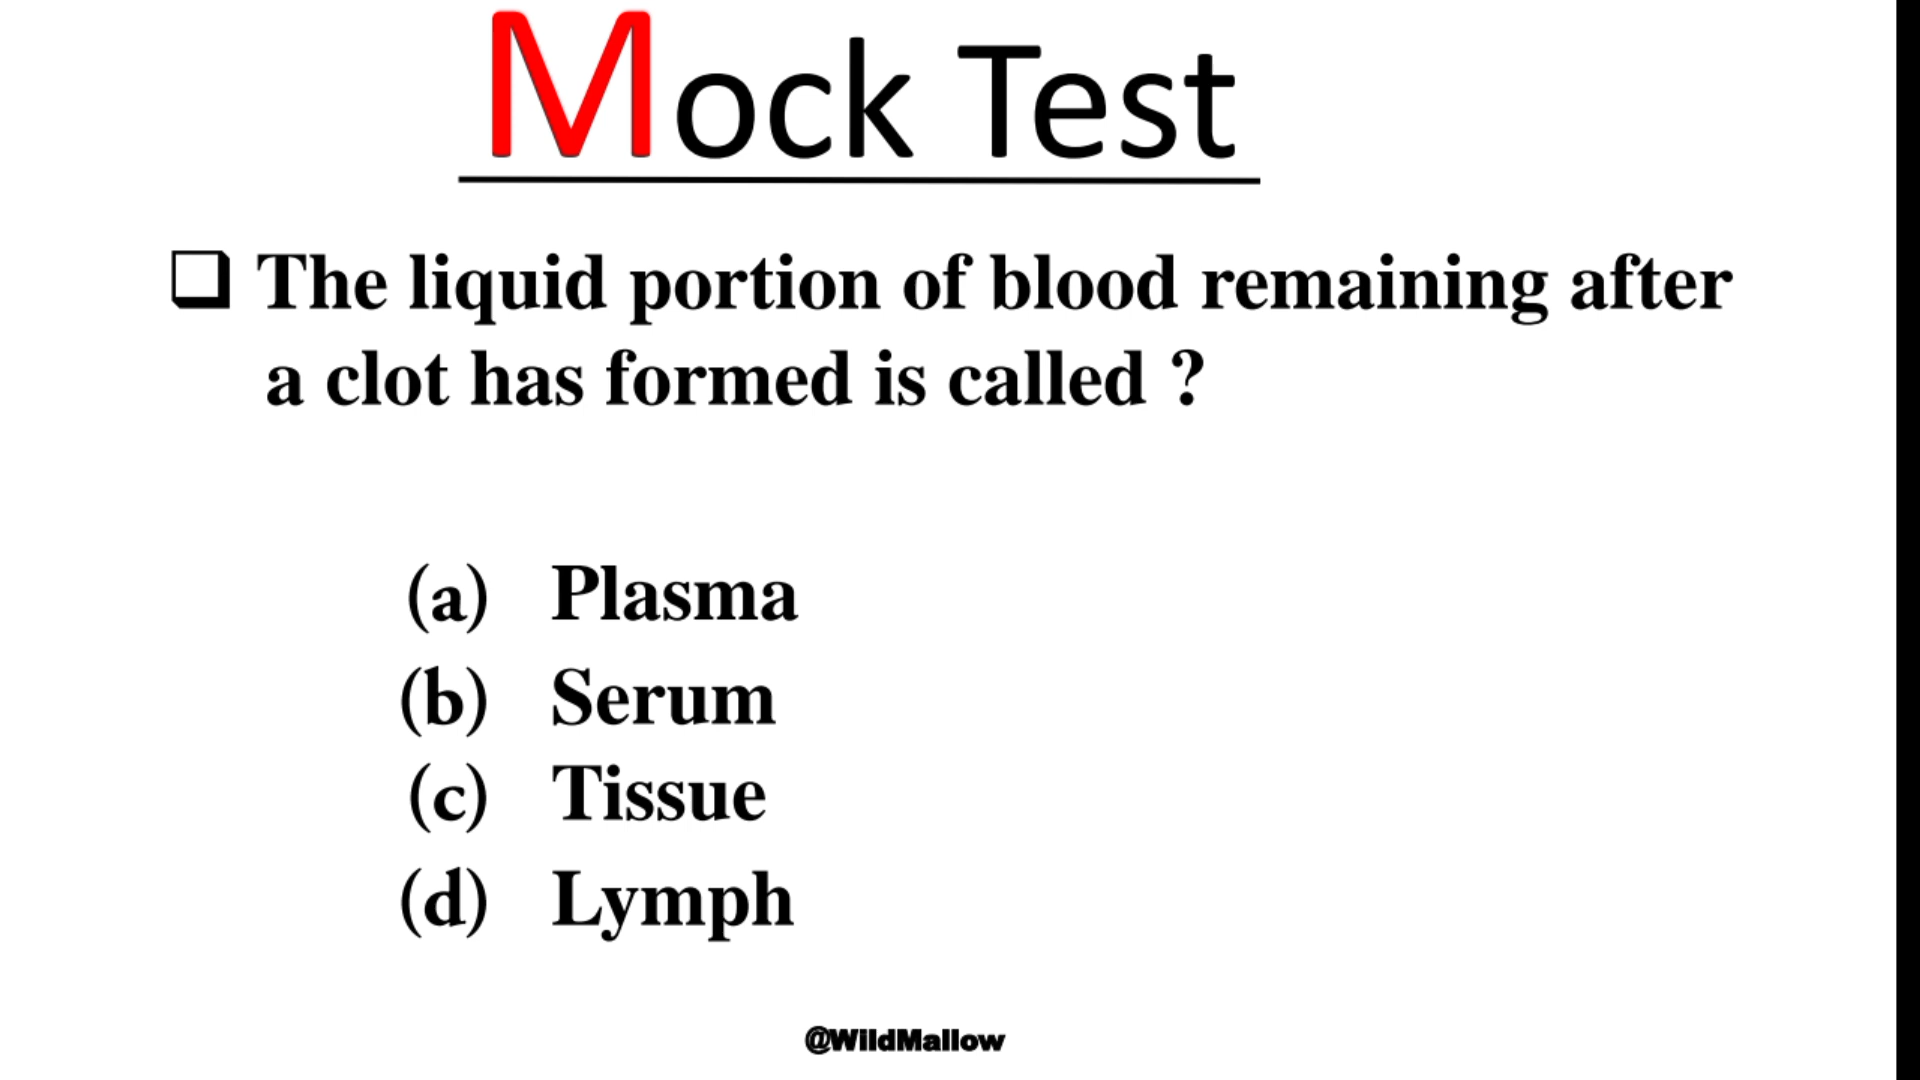 Mock Test
❑ The liquid portion of blood remaining after
a clot has formed is called ?
(a) Plasma
(b) Serum
(c) Tissue
(d) Lymph
@WildMallow